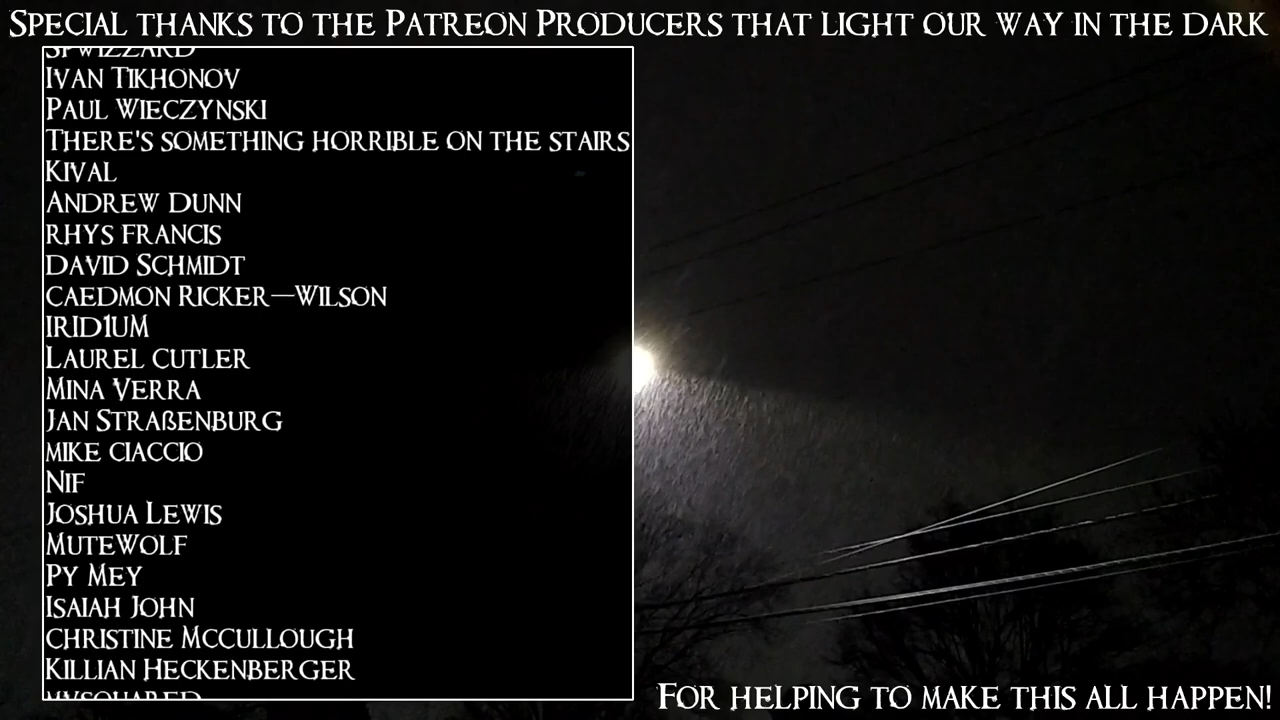 Special thanks to the Patreon Producers that light our way in the dark
Spwizzard
Ivan Tikhonov
Paul Wieczynski
There's something horrible on the stairs
Kival
Andrew Dunn
rhys francis
David Schmidt
Caedmon Ricker—Wilson
IRID1UM
Laurel Cutler
Mina Verra
Jan Straßenburg
mike ciaccio
Nif
Joshua Lewis
MuteWolf
Py Mey
Isaiah John
Christine McCullough
Killian Heckenberger
mvsquared
For helping to make this all happen!